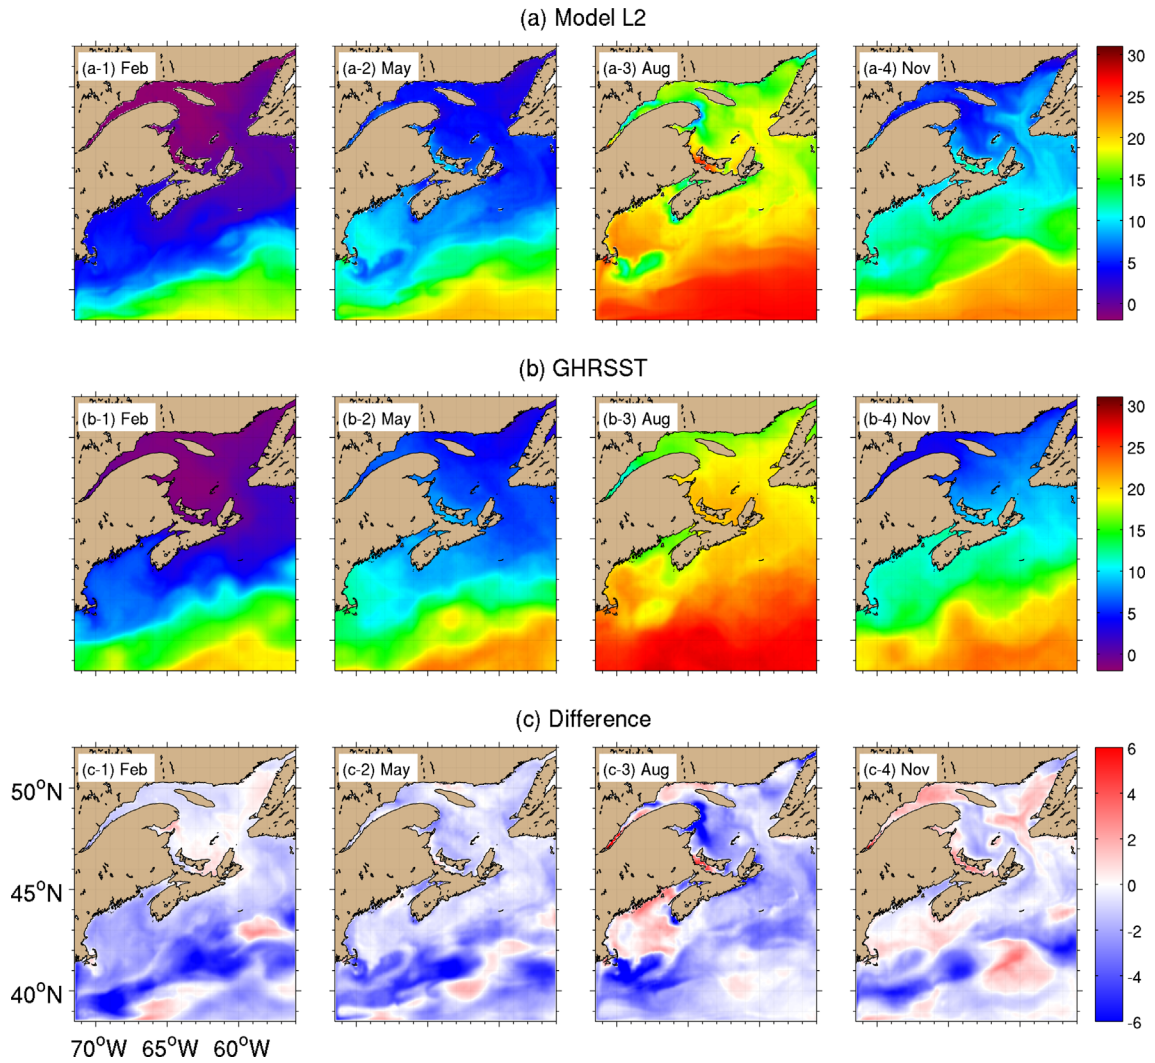 (a) Model L2
(a-1) Feb (a-2) May (a-3) Aug (a-4) Nov
30
25
20
15
10
5
0
(b) GHRSST
(b-1) Feb (b-2) May (b-3) Aug (b-4) Nov
30
25
20
15
10
5
0
(c) Difference
(c-1) Feb (c-2) May (c-3) Aug (c-4) Nov
50°N
45°N
40°N
6
4
2
0
-2
-4
-6
70°W 65°W 60°W